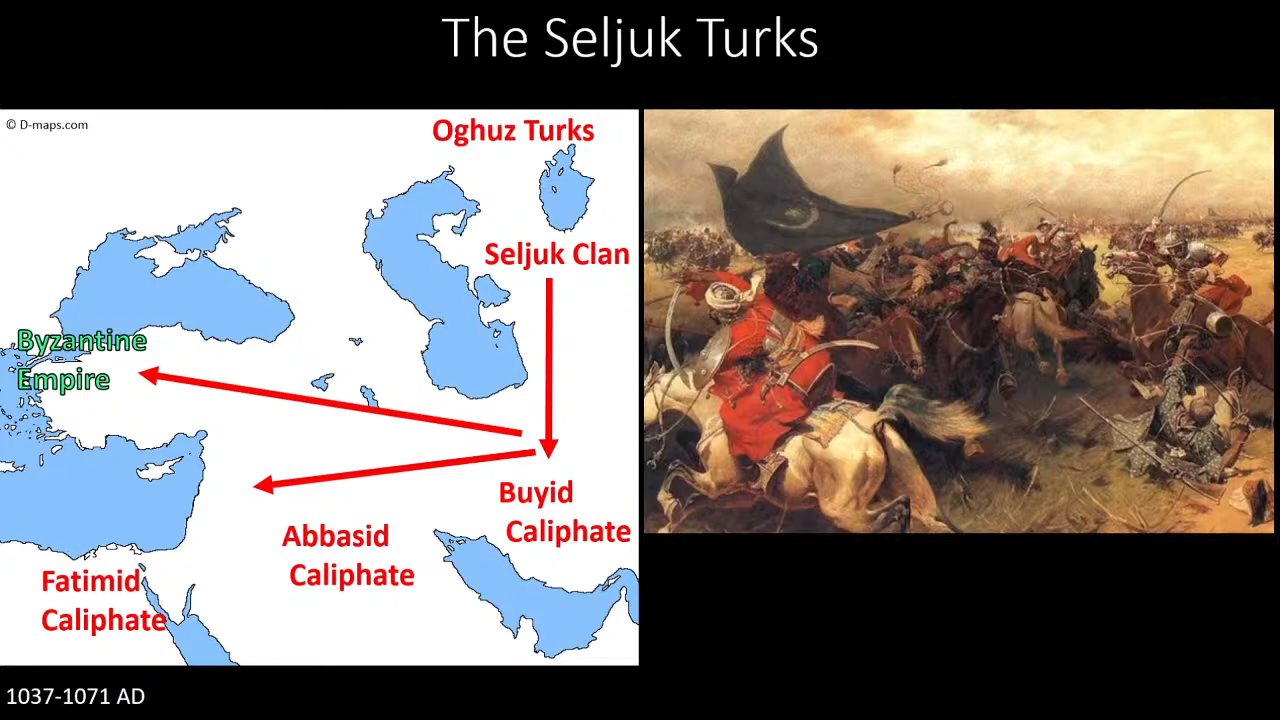 The Seljuk Turks
© D-maps.com
Oghuz Turks
Seljuk Clan
Byzantine
Empire
Buyid
Caliphate
Abbasid
Caliphate
Fatimid
Caliphate
1037-1071 AD